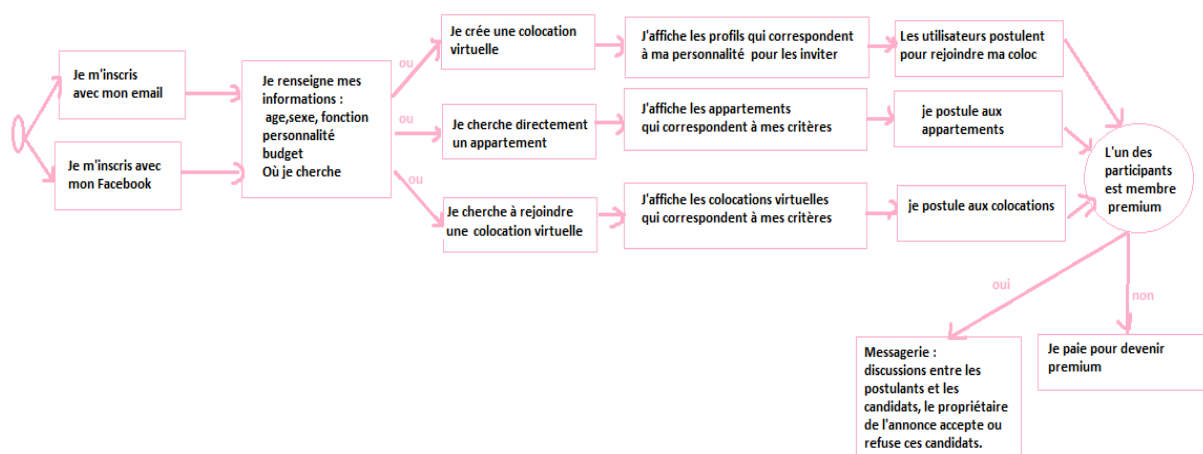 Je m'inscris
avec mon email
Je m'inscris avec
mon Facebook
Je renseigne mes
informations :
age,sexe, fonction
personnalité
budget
Où je cherche
ou
ou
ou
Je crée une colocation
virtuelle
J'affiche les profils qui correspondent
à ma personnalité pour les inviter
Les utilisateurs postulent
pour rejoindre ma coloc
Je cherche directement
un appartement
J'affiche les appartements
qui correspondent à mes critères
je postule aux
appartements
Je cherche à rejoindre
une colocation virtuelle
J'affiche les colocations virtuelles
qui correspondent à mes critères
je postule aux colocations
L'un des
participants
est membre
premium
oui
non
Messagerie :
discussions entre les
postulants et les
candidats, le propriétaire
de l'annonce accepte ou
refuse ces candidats.
Je paie pour devenir
premium